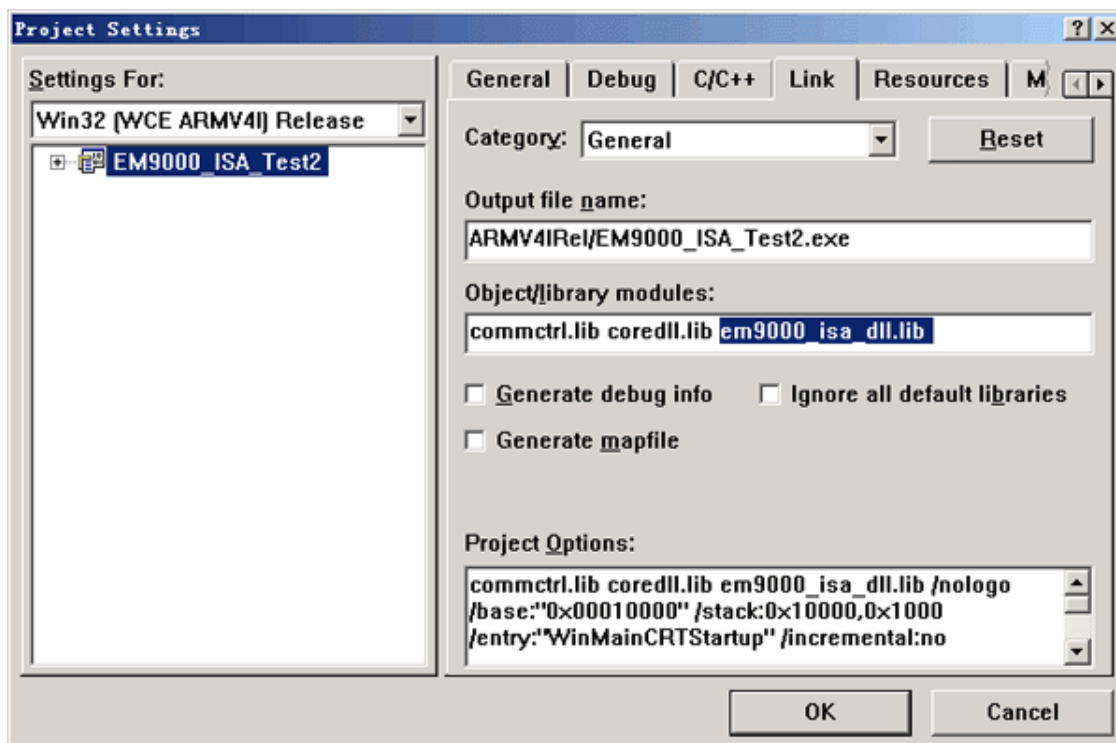 Project Settings
Settings For:
Win32 (WCE ARMV4I) Release
EM9000_ISA_Test2
General Debug C/C++ Link Resources M
Category: General Reset
Output file name:
ARMV4IRel/EM9000_ISA_Test2.exe
Object/library modules:
commctrl.lib coredll.lib em9000_isa_dll.lib
Generate debug info Ignore all default libraries
Generate mapfile
Project Options:
commctrl.lib coredll.lib em9000_isa_dll.lib /nologo
/base:"0x00010000" /stack:0x10000,0x1000
/entry:"WinMainCRTStartup" /incremental:no
OK Cancel